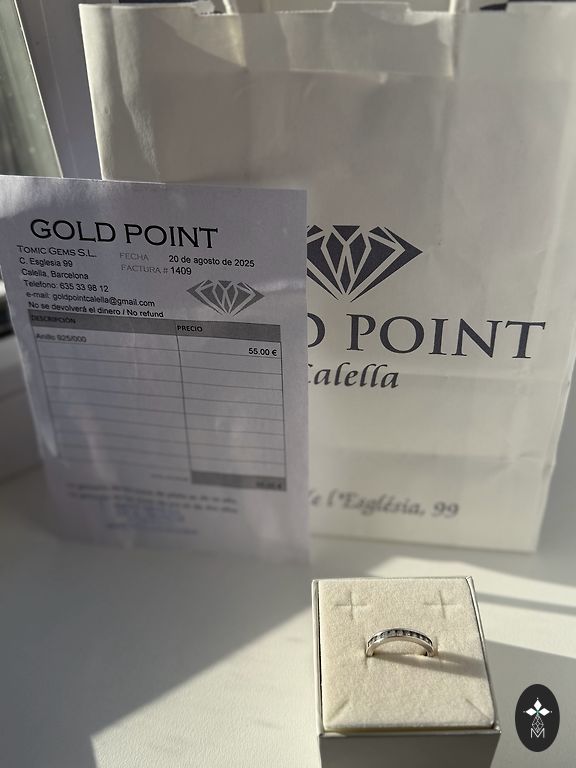 GOLD POINT
TOMIC GEMS S.L.
C. Esglesia 99
Calella, Barcelona
Telefono: 635 33 98 12
e-mail: goldpointcalella@gmail.com
No se devolverá el dinero / No refund
FECHA 20 de agosto de 2025
FACTURA # 1409
DESCRIPCIÓN PRECIO
Anillo 925/000 55.00 €
D POINT
Calella
de l'Església, 99
M